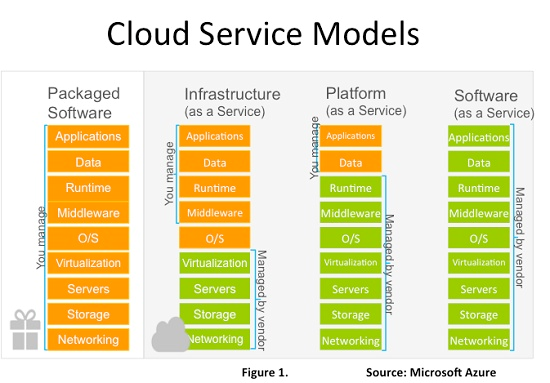 Cloud Service Models
Packaged
Software
Applications
Data
Runtime
Middleware
O/S
Virtualization
Servers
Storage
Networking
You manage
Infrastructure
(as a Service)
Applications
Data
Runtime
Middleware
O/S
Virtualization
Servers
Storage
Networking
You manage
Managed by vendor
Platform
(as a Service)
Applications
Data
Runtime
Middleware
O/S
Virtualization
Servers
Storage
Networking
You manage
Managed by vendor
Software
(as a Service)
Applications
Data
Runtime
Middleware
O/S
Virtualization
Servers
Storage
Networking
Managed by vendor
Figure 1.
Source: Microsoft Azure